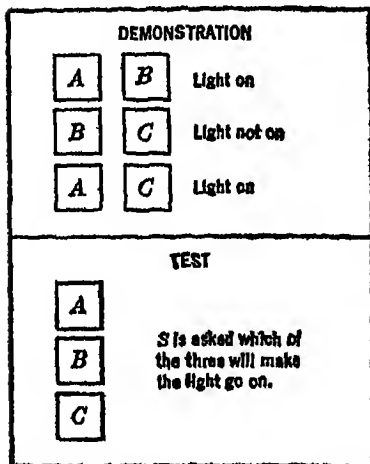 DEMONSTRATION
A B Light on
B C Light not on
A C Light on
TEST
A
B
C
S is asked which of
the three will make
the light go on.